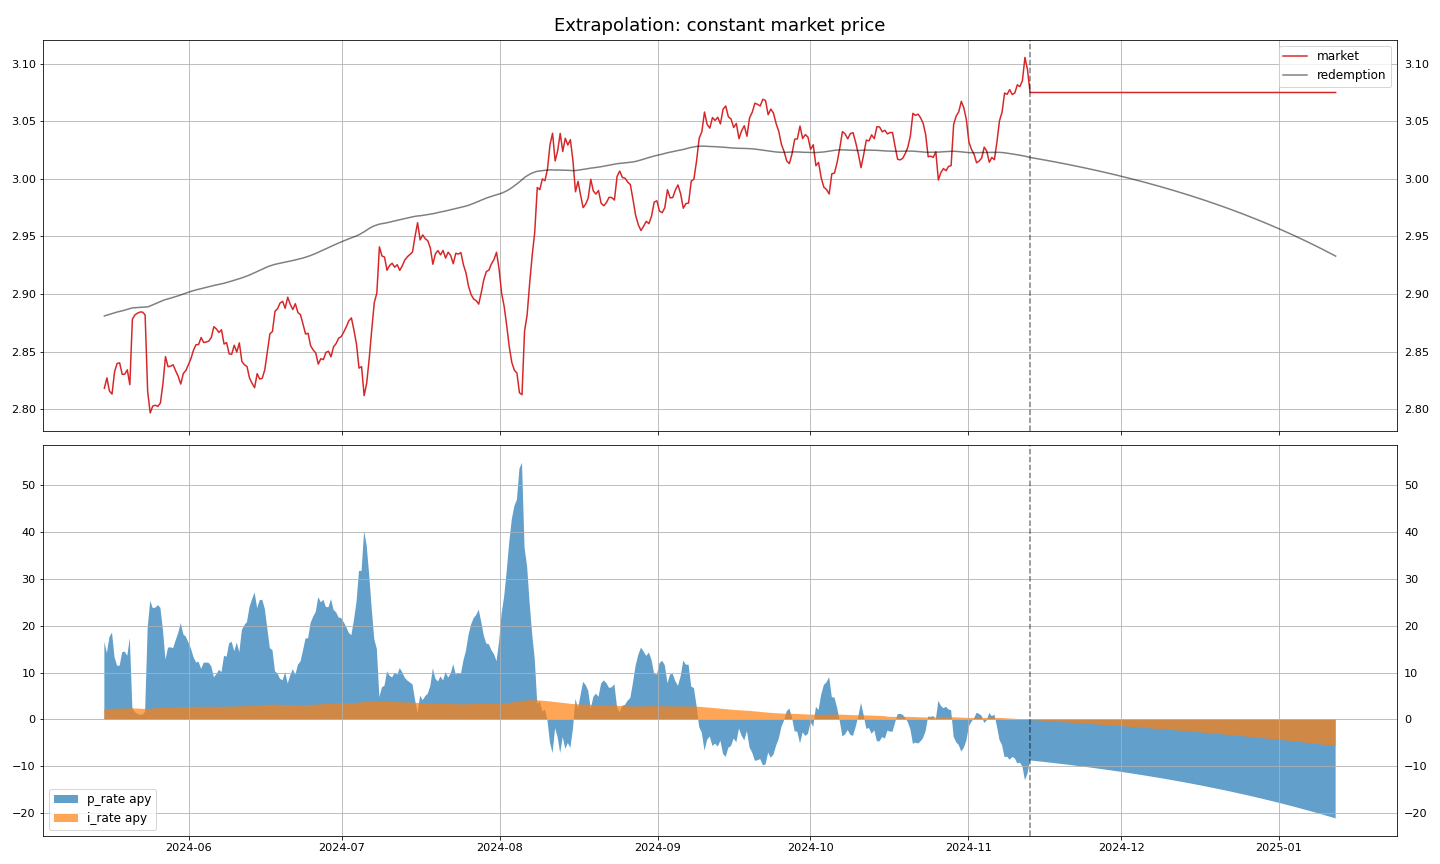 Extrapolation: constant market price
market
redemption
3.10 3.10
3.05 3.05
3.00 3.00
2.95 2.95
2.90 2.90
2.85 2.85
2.80 2.80
50 50
40 40
30 30
20 20
10 10
0 0
−10 −10
−20 −20
p_rate apy
i_rate apy
2024-06 2024-07 2024-08 2024-09 2024-10 2024-11 2024-12 2025-01